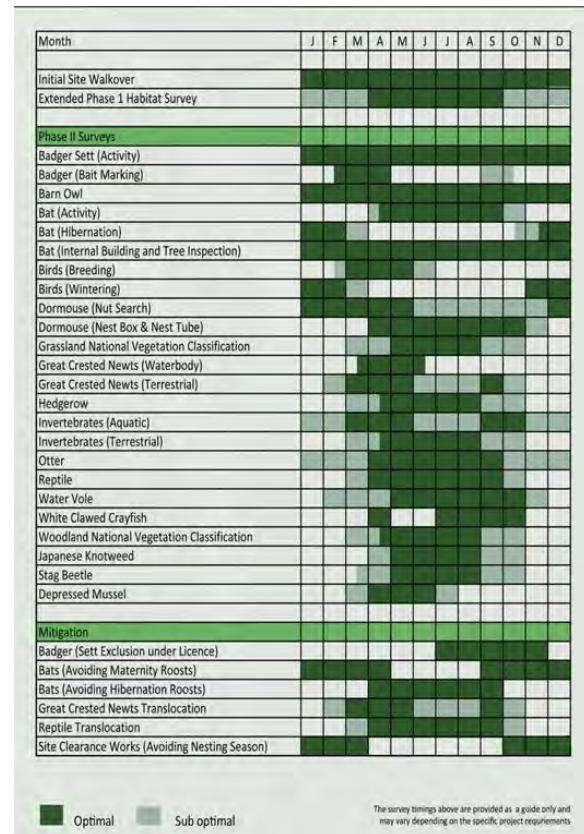 Month J F M A M J J A S O N D
Initial Site Walkover
Extended Phase 1 Habitat Survey
Phase II Surveys
Badger Sett (Activity)
Badger (Bait Marking)
Barn Owl
Bat (Activity)
Bat (Hibernation)
Bat (Internal Building and Tree Inspection)
Birds (Breeding)
Birds (Wintering)
Dormouse (Nut Search)
Dormouse (Nest Box & Nest Tube)
Grassland National Vegetation Classification
Great Crested Newts (Waterbody)
Great Crested Newts (Terrestrial)
Hedgerow
Invertebrates (Aquatic)
Invertebrates (Terrestrial)
Otter
Reptile
Water Vole
White Clawed Crayfish
Woodland National Vegetation Classification
Japanese Knotweed
Stag Beetle
Depressed Mussel
Mitigation
Badger (Sett Exclusion under Licence)
Bats (Avoiding Maternity Roosts)
Bats (Avoiding Hibernation Roosts)
Great Crested Newts Translocation
Reptile Translocation
Site Clearance Works (Avoiding Nesting Season)
Optimal Sub optimal
The survey timings above are provided as a guide only and
may vary depending on the specific project requriements